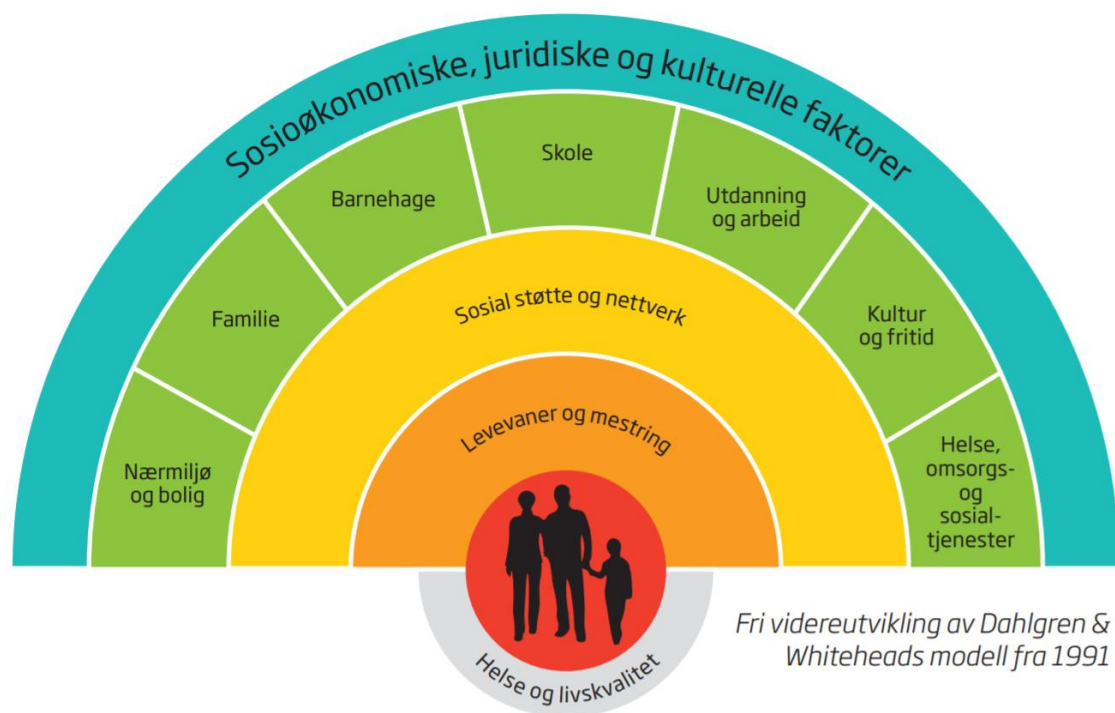 Sosioøkonomiske, juridiske og kulturelle faktorer
Nærmiljø
og bolig
Familie
Barnehage
Skole
Utdanning
og arbeid
Kultur
og fritid
Helse,
omsorgs-
og
sosial-
tjenester
Sosial støtte og nettverk
Levevaner og mestring
Helse og livskvalitet
Fri videreutvikling av Dahlgren &
Whiteheads modell fra 1991